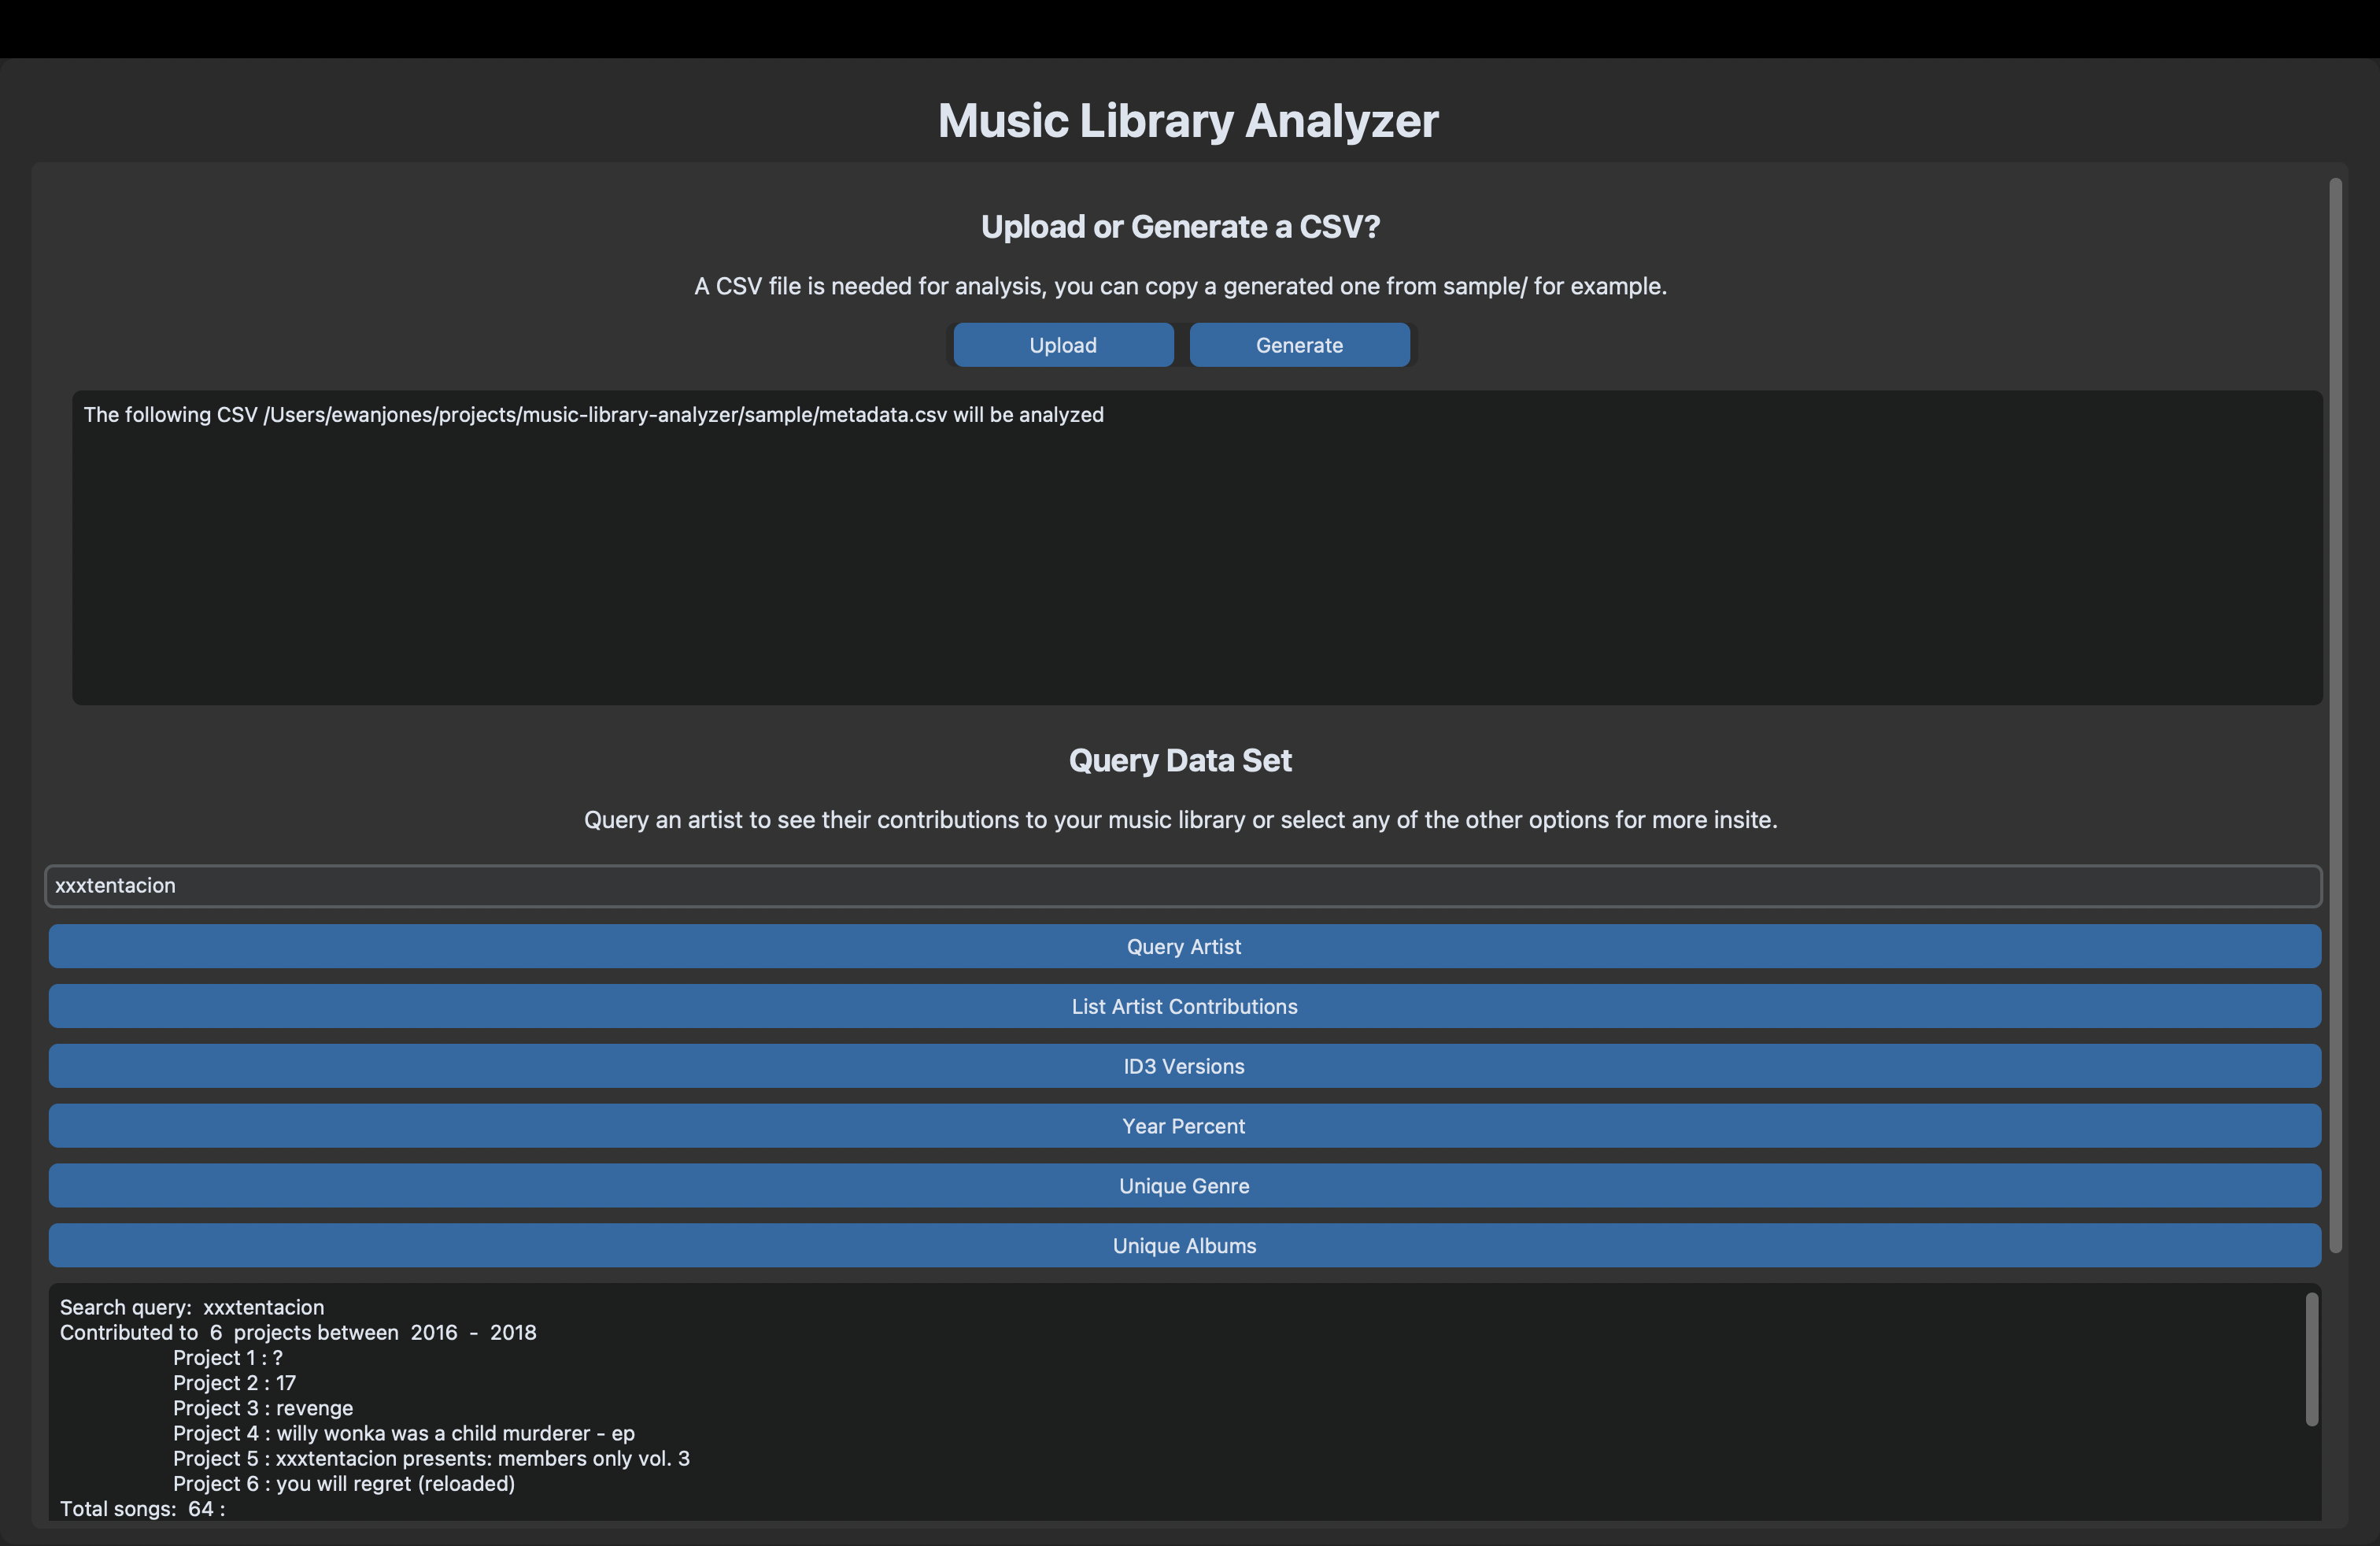 Music Library Analyzer
Upload or Generate a CSV?
A CSV file is needed for analysis, you can copy a generated one from sample/ for example.
Upload
Generate
The following CSV /Users/ewanjones/projects/music-library-analyzer/sample/metadata.csv will be analyzed
Query Data Set
Query an artist to see their contributions to your music library or select any of the other options for more insite.
xxxtentacion
Query Artist
List Artist Contributions
ID3 Versions
Year Percent
Unique Genre
Unique Albums
Search query:  xxxtentacion
Contributed to  6  projects between  2016  -  2018
Project 1 : ?
Project 2 : 17
Project 3 : revenge
Project 4 : willy wonka was a child murderer - ep
Project 5 : xxxtentacion presents: members only vol. 3
Project 6 : you will regret (reloaded)
Total songs:  64 :